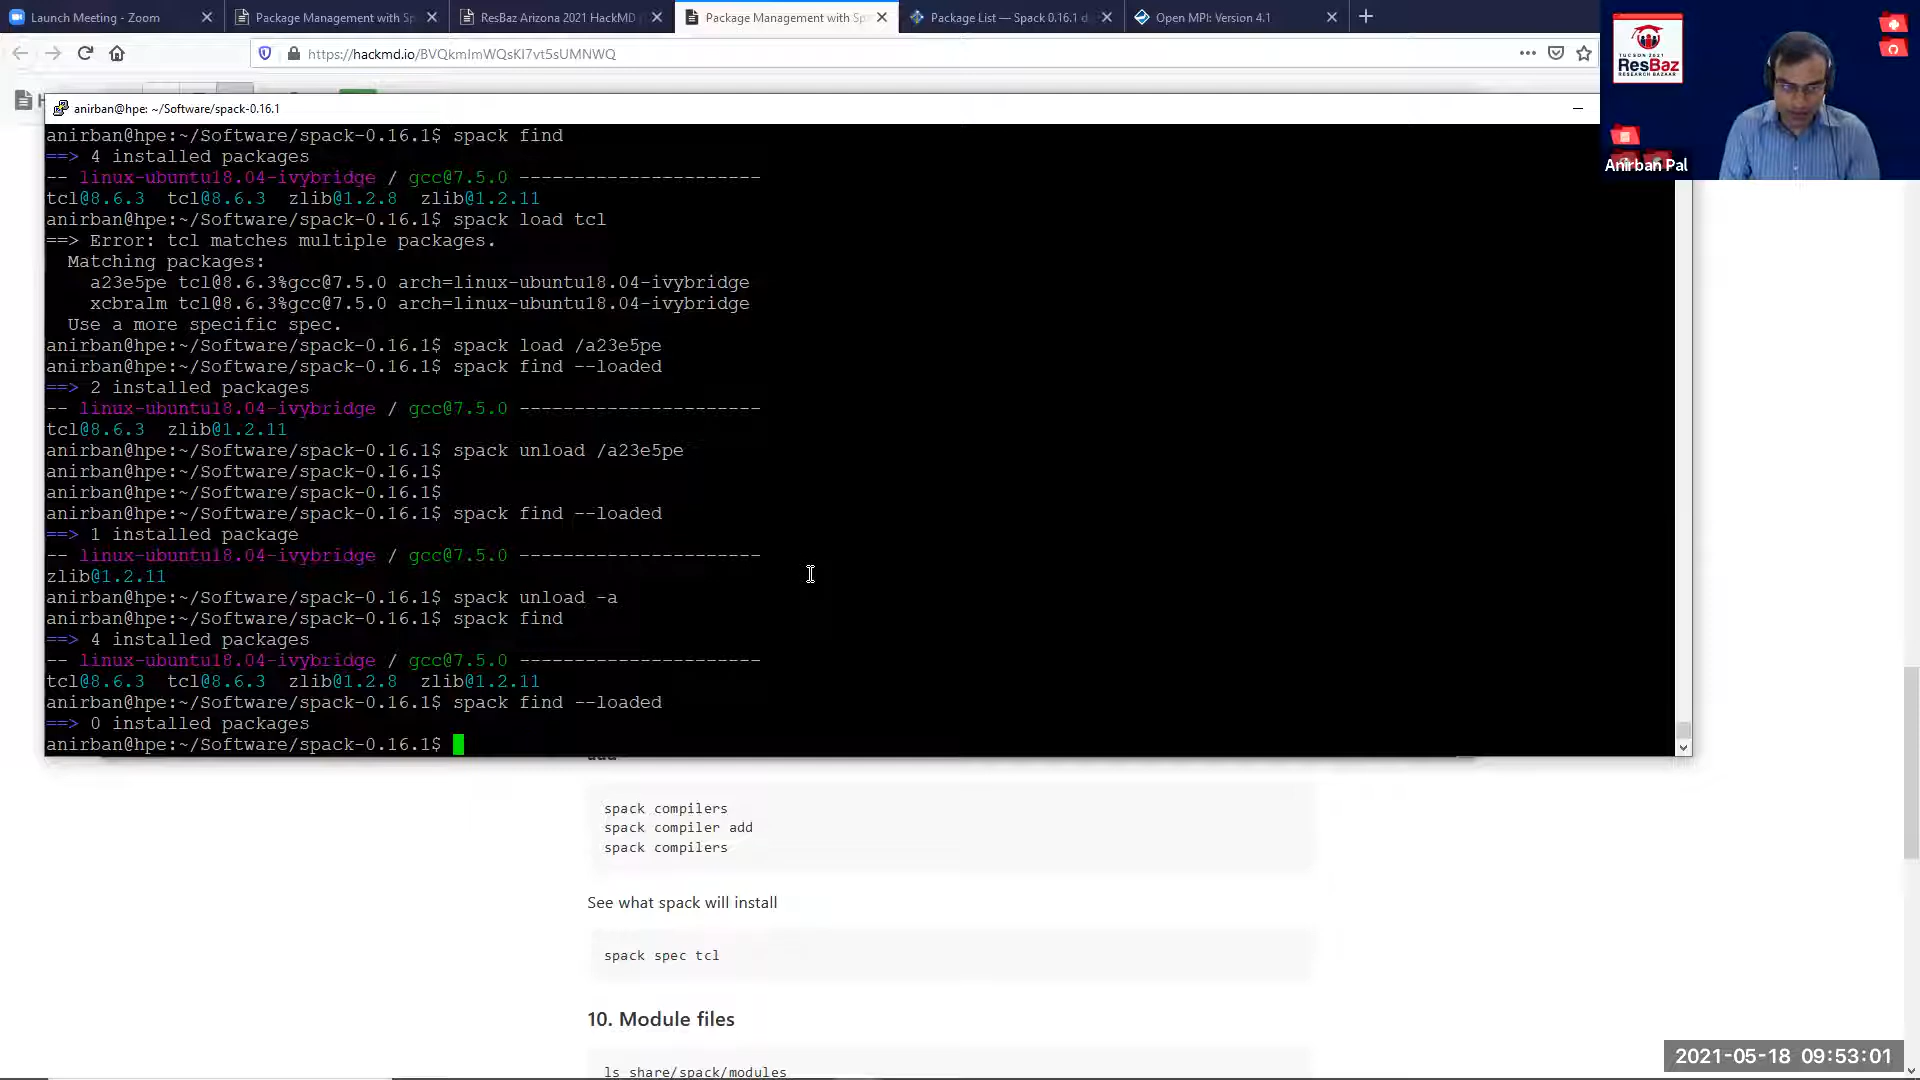 Launch Meeting - Zoom
Package Management with Sp
ResBaz Arizona 2021 HackMD
Package Management with Sp
Package List — Spack 0.16.1 d
Open MPI: Version 4.1
https://hackmd.io/BVQkmImWQsKI7vt5sUMNWQ
TUCSON 2021
ResBaz
RESEARCH BAZAAR
Anirban Pal
anirban@hpe: ~/Software/spack-0.16.1
anirban@hpe:~/Software/spack-0.16.1$ spack find
==> 4 installed packages
-- linux-ubuntu18.04-ivybridge / gcc@7.5.0 ----------------------
tcl@8.6.3  tcl@8.6.3  zlib@1.2.8  zlib@1.2.11
anirban@hpe:~/Software/spack-0.16.1$ spack load tcl
==> Error: tcl matches multiple packages.
  Matching packages:
    a23e5pe tcl@8.6.3%gcc@7.5.0 arch=linux-ubuntu18.04-ivybridge
    xcbralm tcl@8.6.3%gcc@7.5.0 arch=linux-ubuntu18.04-ivybridge
  Use a more specific spec.
anirban@hpe:~/Software/spack-0.16.1$ spack load /a23e5pe
anirban@hpe:~/Software/spack-0.16.1$ spack find --loaded
==> 2 installed packages
-- linux-ubuntu18.04-ivybridge / gcc@7.5.0 ----------------------
tcl@8.6.3  zlib@1.2.11
anirban@hpe:~/Software/spack-0.16.1$ spack unload /a23e5pe
anirban@hpe:~/Software/spack-0.16.1$
anirban@hpe:~/Software/spack-0.16.1$
anirban@hpe:~/Software/spack-0.16.1$ spack find --loaded
==> 1 installed package
-- linux-ubuntu18.04-ivybridge / gcc@7.5.0 ----------------------
zlib@1.2.11
anirban@hpe:~/Software/spack-0.16.1$ spack unload -a
anirban@hpe:~/Software/spack-0.16.1$ spack find
==> 4 installed packages
-- linux-ubuntu18.04-ivybridge / gcc@7.5.0 ----------------------
tcl@8.6.3  tcl@8.6.3  zlib@1.2.8  zlib@1.2.11
anirban@hpe:~/Software/spack-0.16.1$ spack find --loaded
==> 0 installed packages
anirban@hpe:~/Software/spack-0.16.1$
add
spack compilers
spack compiler add
spack compilers
See what spack will install
spack spec tcl
10. Module files
ls share/spack/modules
2021-05-18 09:53:01